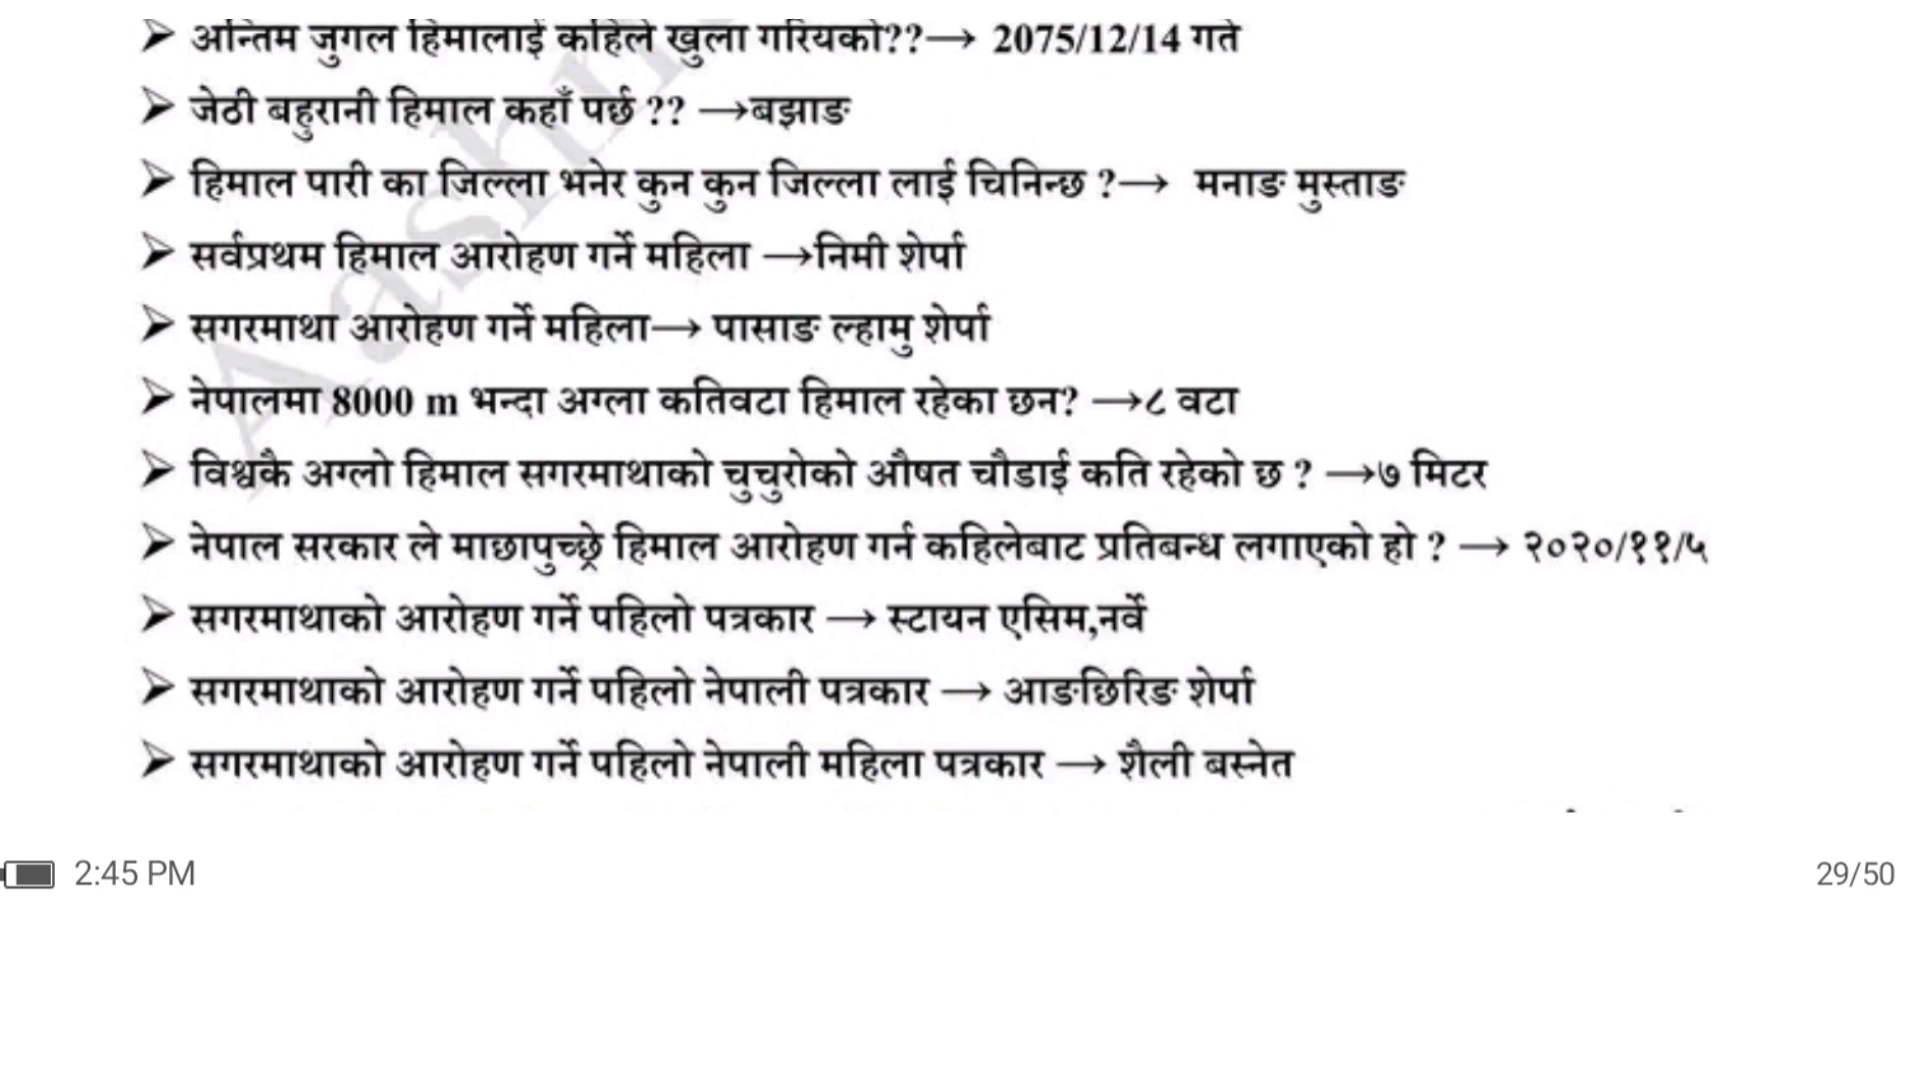 ➢ अन्तिम जुगल हिमालाई कहिले खुला गरियको??→ 2075/12/14 गते
➢ जेठी बहुरानी हिमाल कहाँ पर्छ ?? →बझाङ
➢ हिमाल पारी का जिल्ला भनेर कुन कुन जिल्ला लाई चिनिन्छ ?→ मनाङ मुस्ताङ
➢ सर्वप्रथम हिमाल आरोहण गर्ने महिला →निमी शेर्पा
➢ सगरमाथा आरोहण गर्ने महिला→ पासाङ ल्हामु शेर्पा
➢ नेपालमा 8000 m भन्दा अग्ला कतिवटा हिमाल रहेका छन? →८ वटा
➢ विश्वकै अग्लो हिमाल सगरमाथाको चुचुरोको औषत चौडाई कति रहेको छ ? →७ मिटर
➢ नेपाल सरकार ले माछापुच्छ्रे हिमाल आरोहण गर्न कहिलेबाट प्रतिबन्ध लगाएको हो ? → २०२०/११/५
➢ सगरमाथाको आरोहण गर्ने पहिलो पत्रकार → स्टायन एसिम,नर्वे
➢ सगरमाथाको आरोहण गर्ने पहिलो नेपाली पत्रकार → आङछिरिङ शेर्पा
➢ सगरमाथाको आरोहण गर्ने पहिलो नेपाली महिला पत्रकार → शैली बस्नेत
2:45 PM 29/50